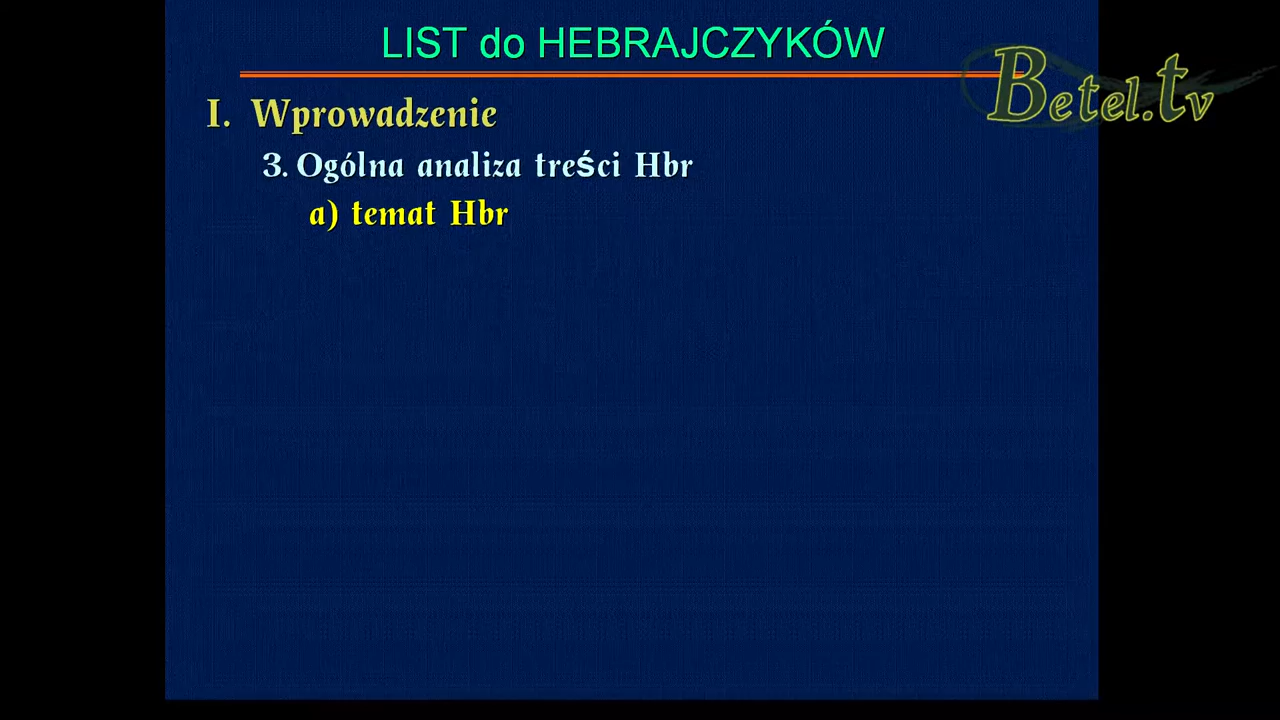 LIST do HEBRAJCZYKÓW
Betel.tv
I. Wprowadzenie
3. Ogólna analiza treści Hbr
a) temat Hbr